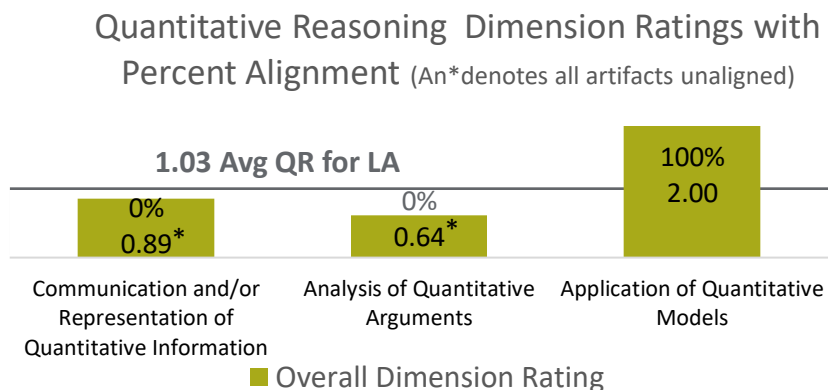 Quantitative Reasoning Dimension Ratings with
Percent Alignment (An*denotes all artifacts unaligned)
1.03 Avg QR for LA
0%
0.89*
0%
0.64*
100%
2.00
Communication and/or
Representation of
Quantitative Information
Analysis of Quantitative
Arguments
Application of Quantitative
Models
Overall Dimension Rating